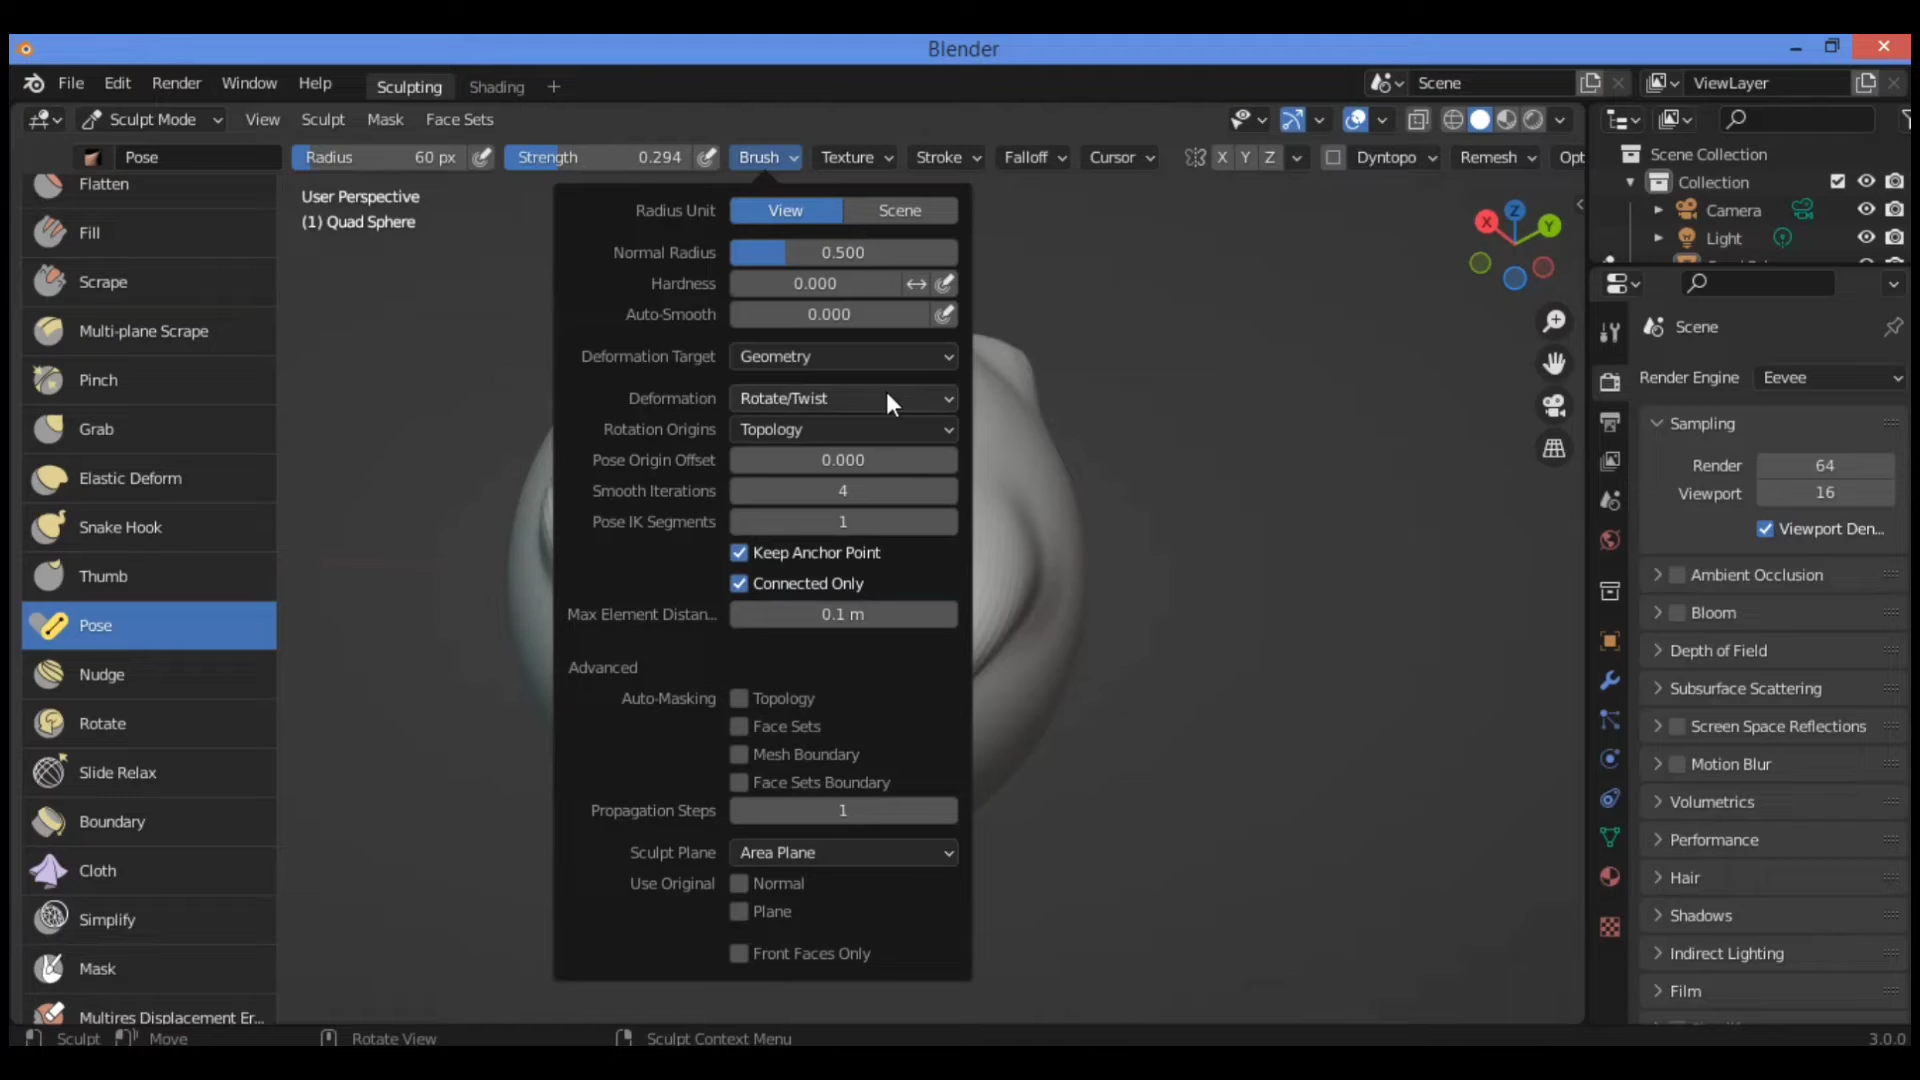 Blender
File Edit Render Window Help Sculpting Shading + Scene ViewLayer
Sculpt Mode View Sculpt Mask Face Sets
Pose Radius 60 px Strength 0.294 Brush Texture Stroke Falloff Cursor X Y Z Dyntopo Remesh Opt
Flatten
Fill
Scrape
Multi-plane Scrape
Pinch
Grab
Elastic Deform
Snake Hook
Thumb
Pose
Nudge
Rotate
Slide Relax
Boundary
Cloth
Simplify
Mask
Multires Displacement Er...
User Perspective
(1) Quad Sphere
Radius Unit View Scene
Normal Radius 0.500
Hardness 0.000
Auto-Smooth 0.000
Deformation Target Geometry
Deformation Rotate/Twist
Rotation Origins Topology
Pose Origin Offset 0.000
Smooth Iterations 4
Pose IK Segments 1
Keep Anchor Point
Connected Only
Max Element Distan... 0.1 m
Advanced
Auto-Masking Topology
Face Sets
Mesh Boundary
Face Sets Boundary
Propagation Steps 1
Sculpt Plane Area Plane
Use Original Normal
Plane
Front Faces Only
X Y Z
Scene Collection
Collection
Camera
Light
Scene
Render Engine Eevee
Sampling
Render 64
Viewport 16
Viewport Den...
Ambient Occlusion
Bloom
Depth of Field
Subsurface Scattering
Screen Space Reflections
Motion Blur
Volumetrics
Performance
Hair
Shadows
Indirect Lighting
Film
Sculpt Move Rotate View Sculpt Context Menu 3.0.0